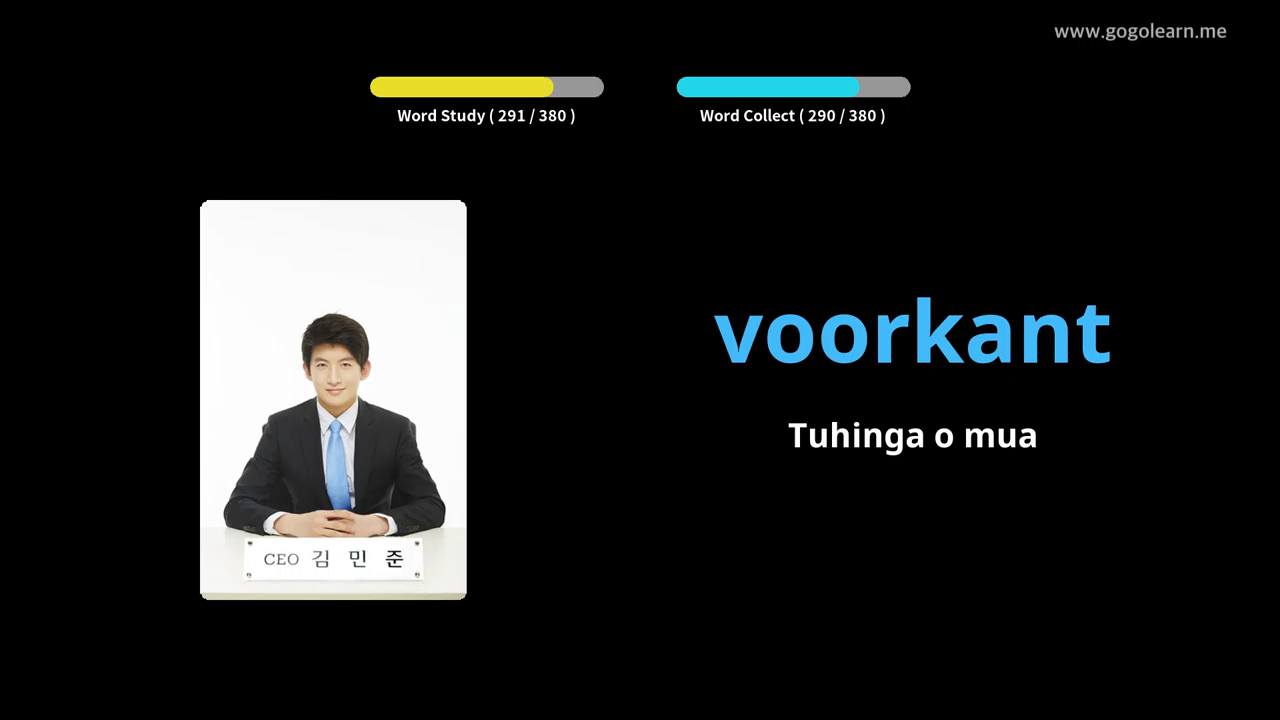 www.gogolearn.me
Word Study ( 291 / 380 )
Word Collect ( 290 / 380 )
voorkant
Tuhinga o mua
CEO 김 민 준